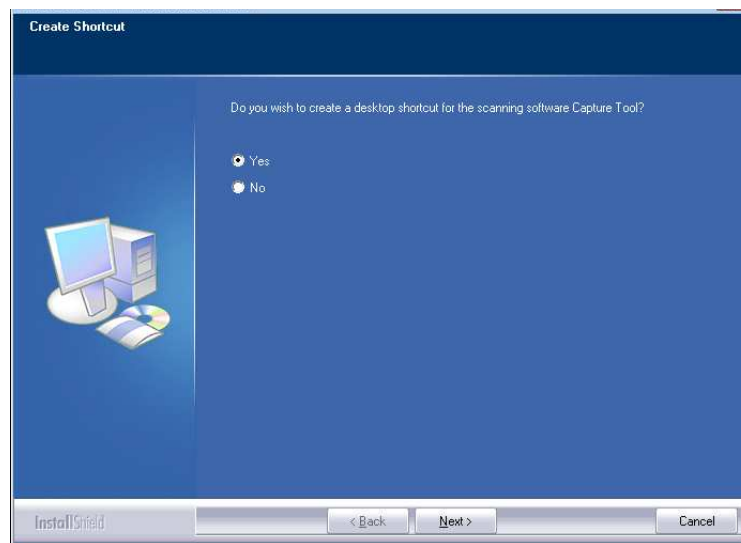 Create Shortcut
Do you wish to create a desktop shortcut for the scanning software Capture Tool?
Yes
No
InstallShield
< Back
Next >
Cancel